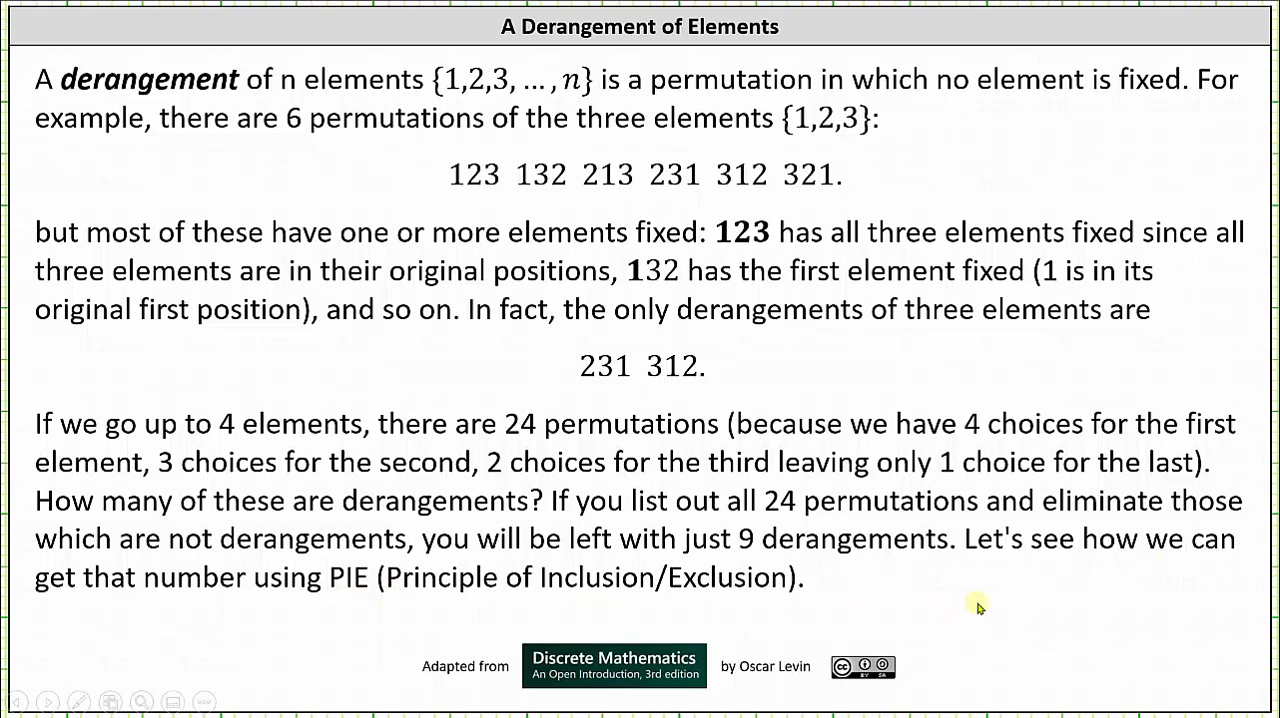 A Derangement of Elements
A derangement of n elements {1,2,3, … , n} is a permutation in which no element is fixed. For
example, there are 6 permutations of the three elements {1,2,3}:
123 132 213 231 312 321.
but most of these have one or more elements fixed: 123 has all three elements fixed since all
three elements are in their original positions, 132 has the first element fixed (1 is in its
original first position), and so on. In fact, the only derangements of three elements are
231 312.
If we go up to 4 elements, there are 24 permutations (because we have 4 choices for the first
element, 3 choices for the second, 2 choices for the third leaving only 1 choice for the last).
How many of these are derangements? If you list out all 24 permutations and eliminate those
which are not derangements, you will be left with just 9 derangements. Let's see how we can
get that number using PIE (Principle of Inclusion/Exclusion).
Adapted from Discrete Mathematics by Oscar Levin
An Open Introduction, 3rd edition
CC BY SA